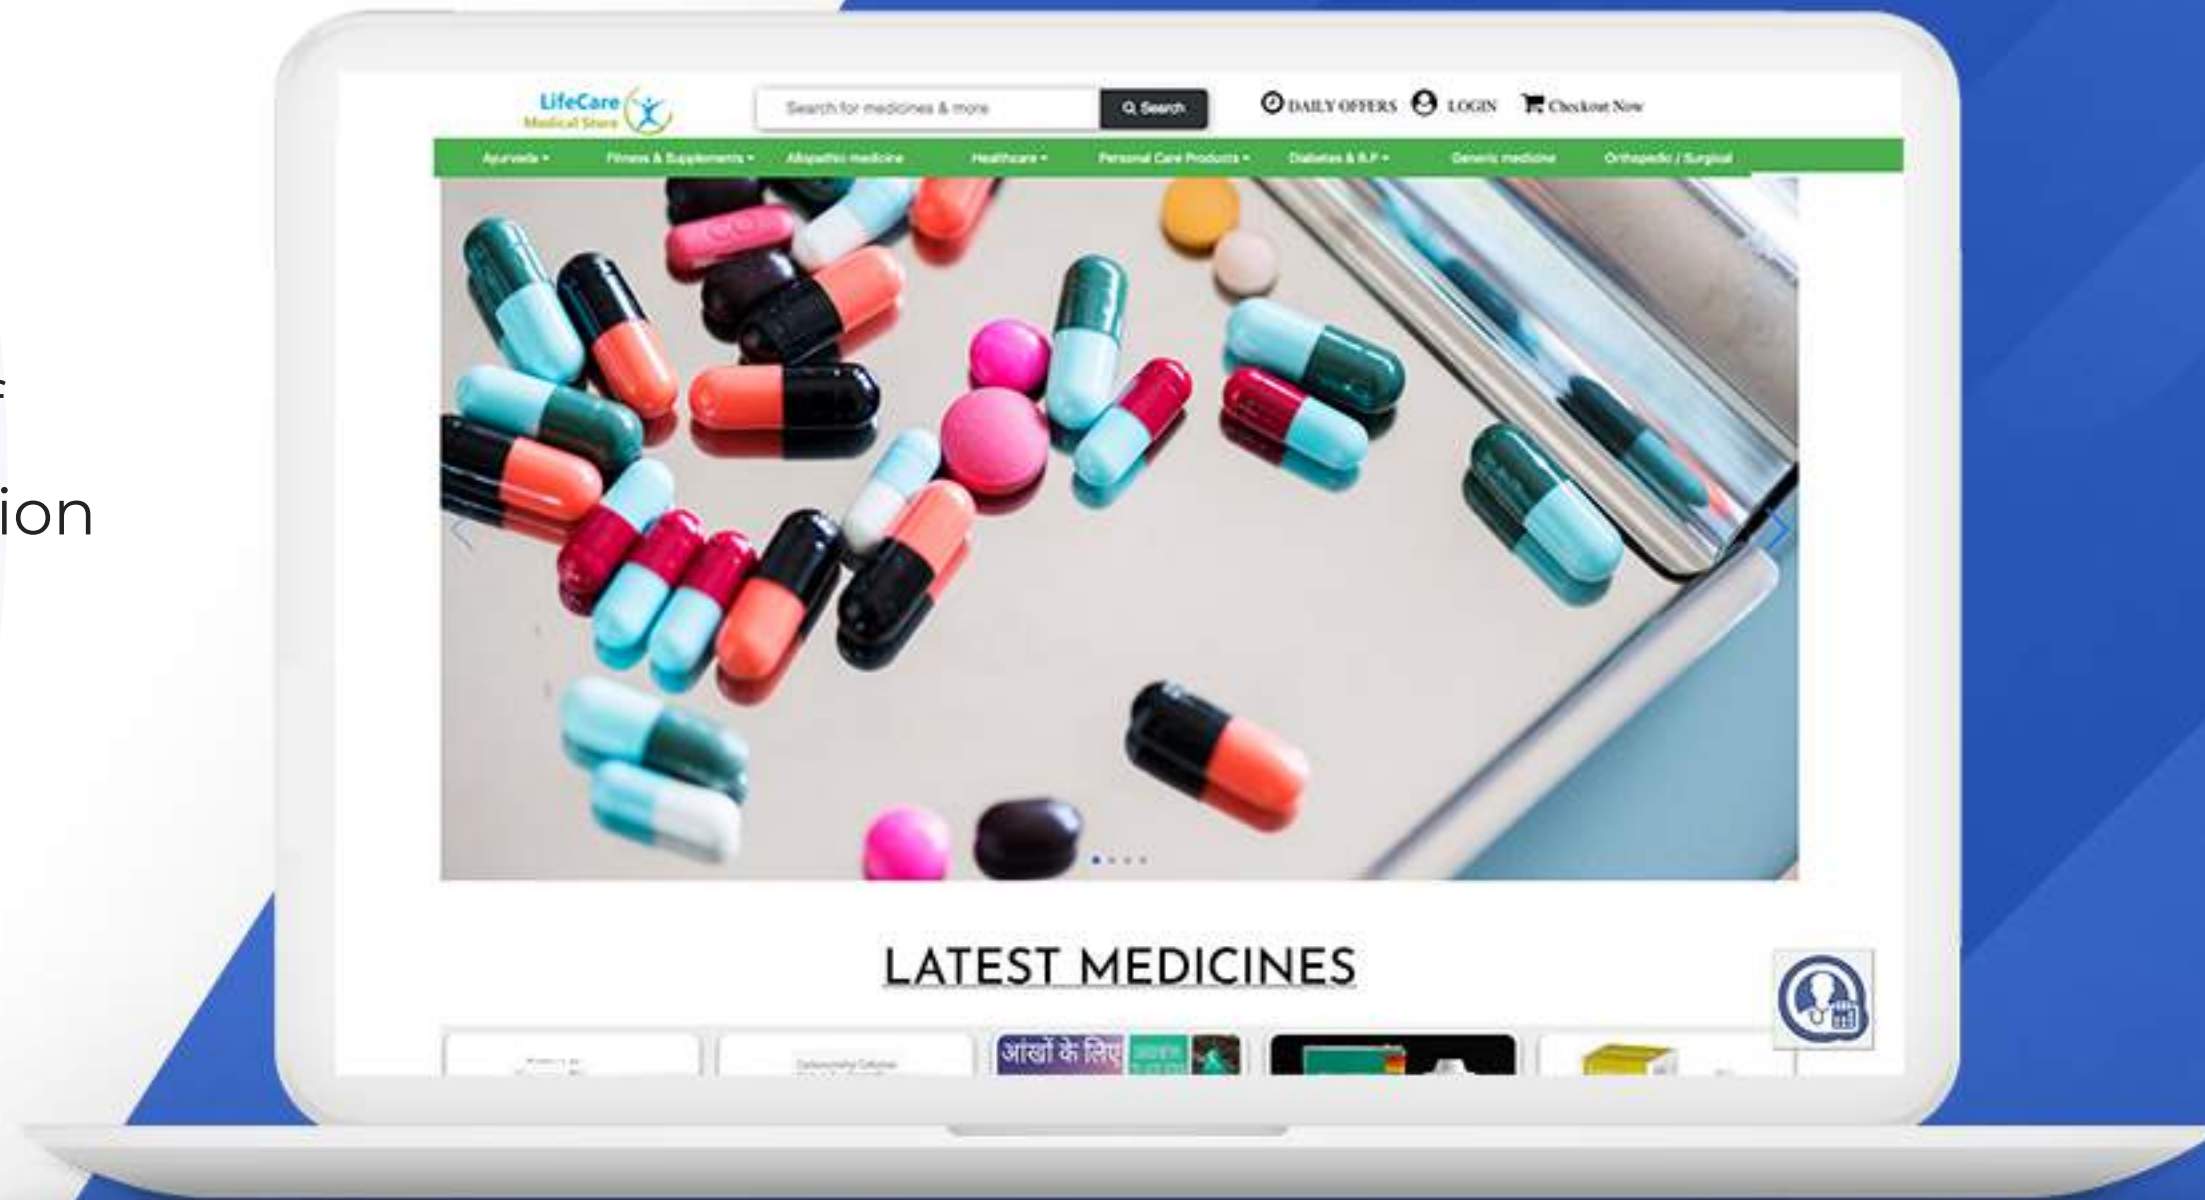 f
ion
LifeCare
Medical Store
Search for medicines & more
Search
DAILY OFFERS
LOGIN
Checkout Now
Ayurveda
Fitness & Supplements
Allopathic medicine
Healthcare
Personal Care Products
Diabetes & B.P
Generic medicine
Orthopedic / Surgical
LATEST MEDICINES
आंखों के लिए